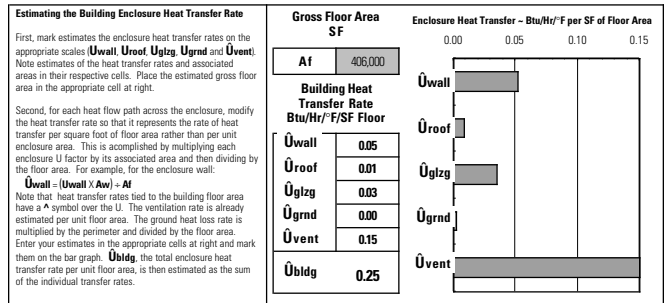 Estimating the Building Enclosure Heat Transfer Rate
First, mark estimates the enclosure heat transfer rates on the
appropriate scales (Uwall, Uroof, Uglzg, Ugrnd and Ûvent).
Note estimates of the heat transfer rates and associated
areas in their respective cells. Place the estimated gross floor
area in the appropriate cell at right.
Second, for each heat flow path across the enclosure, modify
the heat transfer rate so that it represents the rate of heat
transfer per square foot of floor area rather than per unit
enclosure area. This is acomplished by multiplying each
enclosure U factor by its associated area and then dividing by
the floor area. For example, for the enclosure wall:
Ûwall = (Uwall X Aw) ÷ Af
Note that heat transfer rates tied to the building floor area
have a ^ symbol over the U. The ventilation rate is already
estimated per unit floor area. The ground heat loss rate is
multiplied by the perimeter and divided by the floor area.
Enter your estimates in the appropriate cell at right and mark
them on the bar graph. Ûbldg, the total enclosure heat
transfer rate per unit floor area, is then estimated as the sum
of the individual transfer rates.
Gross Floor Area
SF
Af 406,000
Building Heat
Transfer Rate
Btu/Hr/°F/SF Floor
Ûwall 0.05
Ûroof 0.01
Ûglzg 0.03
Ûgrnd 0.00
Ûvent 0.15
Ûbldg 0.25
Enclosure Heat Transfer ~ Btu/Hr/°F per SF of Floor Area
0.00 0.05 0.10 0.15
Ûwall
Ûroof
Ûglzg
Ûgrnd
Ûvent